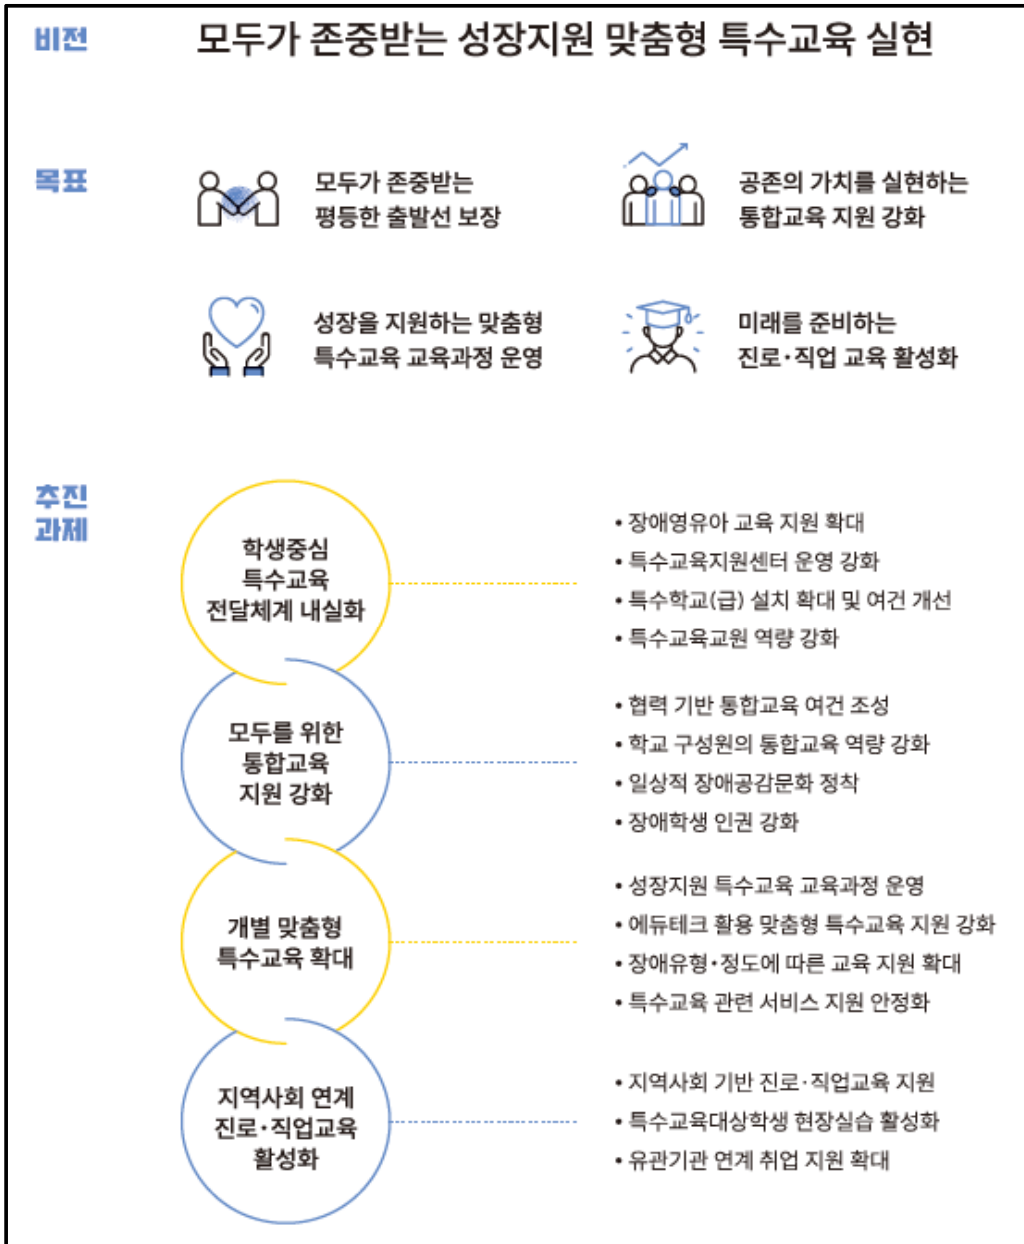 비전
모두가 존중받는 성장지원 맞춤형 특수교육 실현
목표
모두가 존중받는
평등한 출발선 보장
공존의 가치를 실현하는
통합교육 지원 강화
성장을 지원하는 맞춤형
특수교육 교육과정 운영
미래를 준비하는
진로·직업 교육 활성화
추진
과제
학생중심
특수교육
전달체계 내실화
• 장애영유아 교육 지원 확대
• 특수교육지원센터 운영 강화
• 특수학교(급) 설치 확대 및 여건 개선
• 특수교육교원 역량 강화
모두를 위한
통합교육
지원 강화
• 협력 기반 통합교육 여건 조성
• 학교 구성원의 통합교육 역량 강화
• 일상적 장애공감문화 정착
• 장애학생 인권 강화
개별 맞춤형
특수교육 확대
• 성장지원 특수교육 교육과정 운영
• 에듀테크 활용 맞춤형 특수교육 지원 강화
• 장애유형·정도에 따른 교육 지원 확대
• 특수교육 관련 서비스 지원 안정화
지역사회 연계
진로·직업교육
활성화
• 지역사회 기반 진로·직업교육 지원
• 특수교육대상학생 현장실습 활성화
• 유관기관 연계 취업 지원 확대